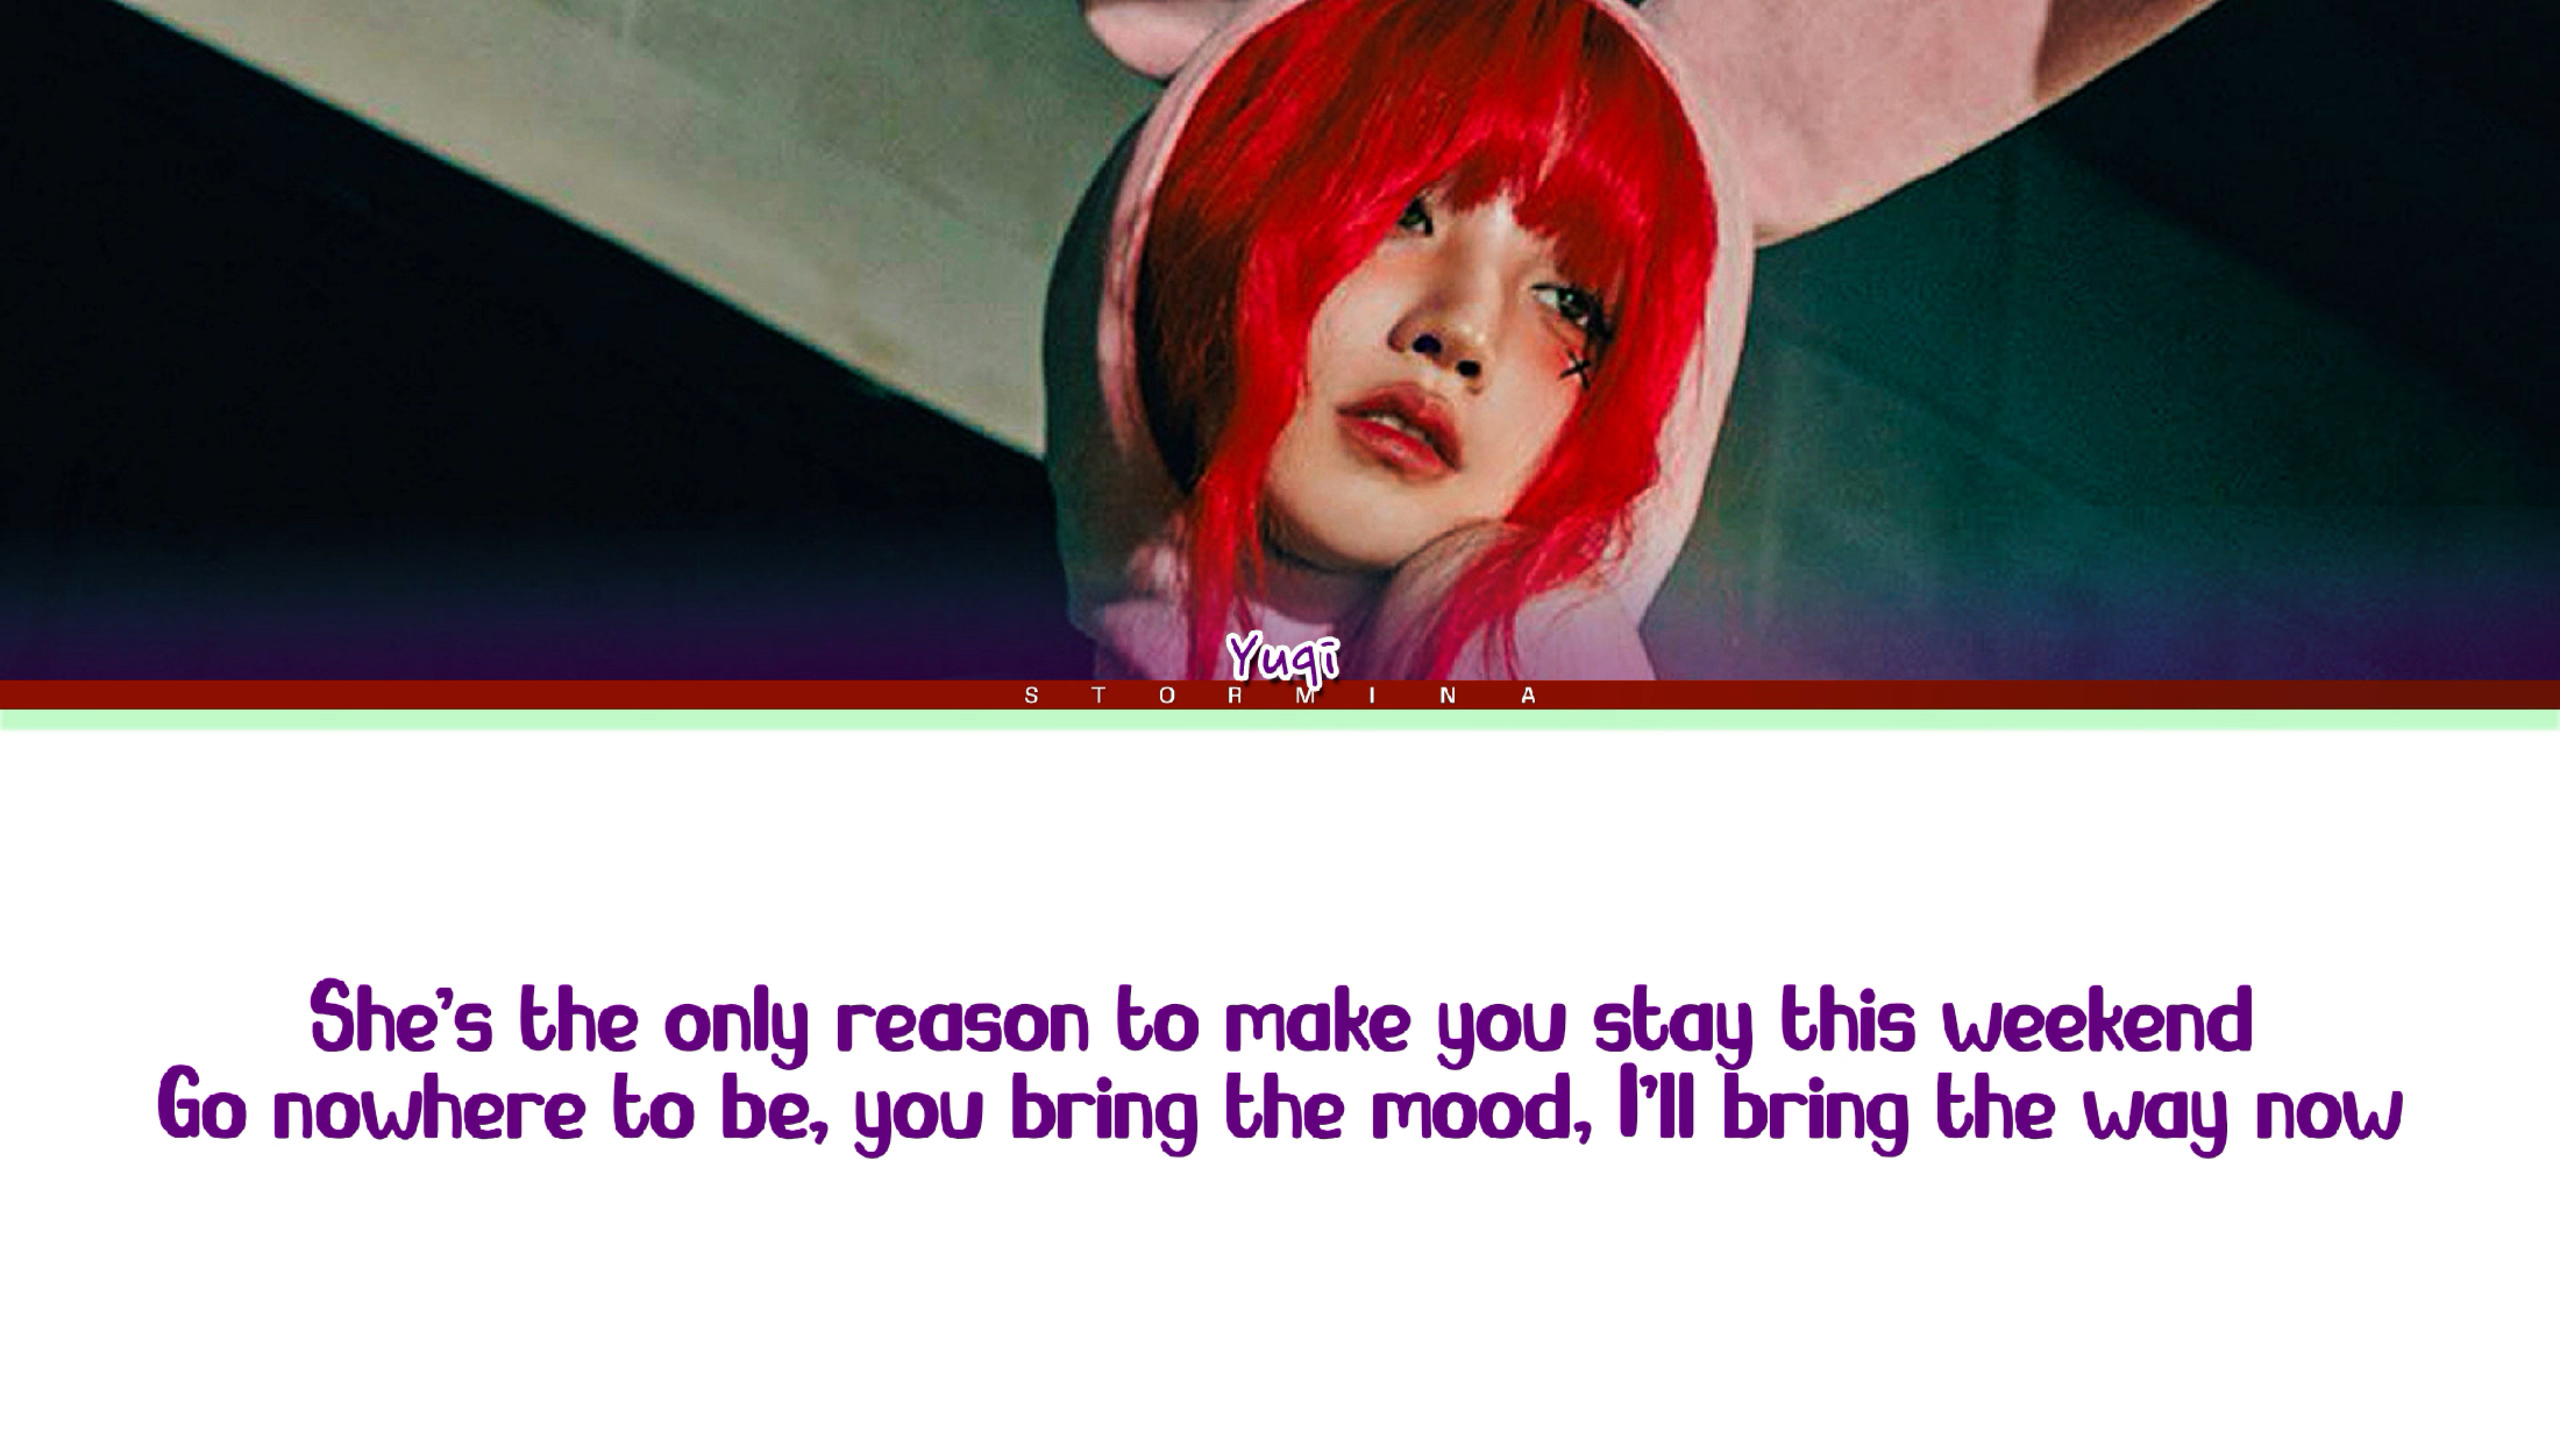 Yuqi
STORMINA
She's the only reason to make you stay this weekend
Go nowhere to be, you bring the mood, I'll bring the way now